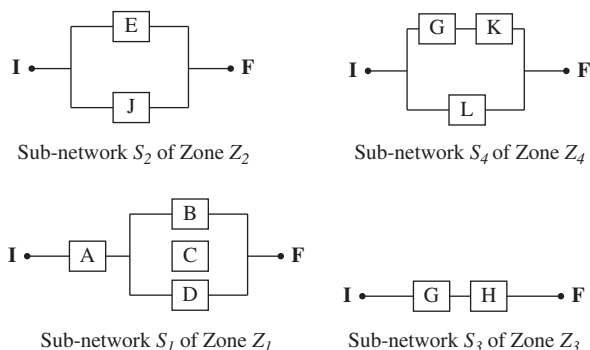 E
I F
J
Sub-network S2 of Zone Z2
G K
I F
L
Sub-network S4 of Zone Z4
B
I A C F
D
Sub-network S1 of Zone Z1
I G H F
Sub-network S3 of Zone Z3